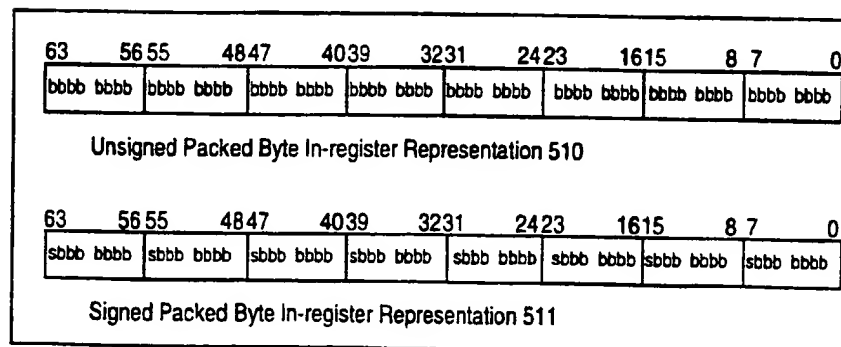 63 56 55 48 47 40 39 32 31 24 23 16 15 8 7 0
bbbb bbbb bbbb bbbb bbbb bbbb bbbb bbbb bbbb bbbb bbbb bbbb bbbb bbbb bbbb bbbb
Unsigned Packed Byte In-register Representation 510
63 56 55 48 47 40 39 32 31 24 23 16 15 8 7 0
sbbb bbbb sbbb bbbb sbbb bbbb sbbb bbbb sbbb bbbb sbbb bbbb sbbb bbbb sbbb bbbb
Signed Packed Byte In-register Representation 511